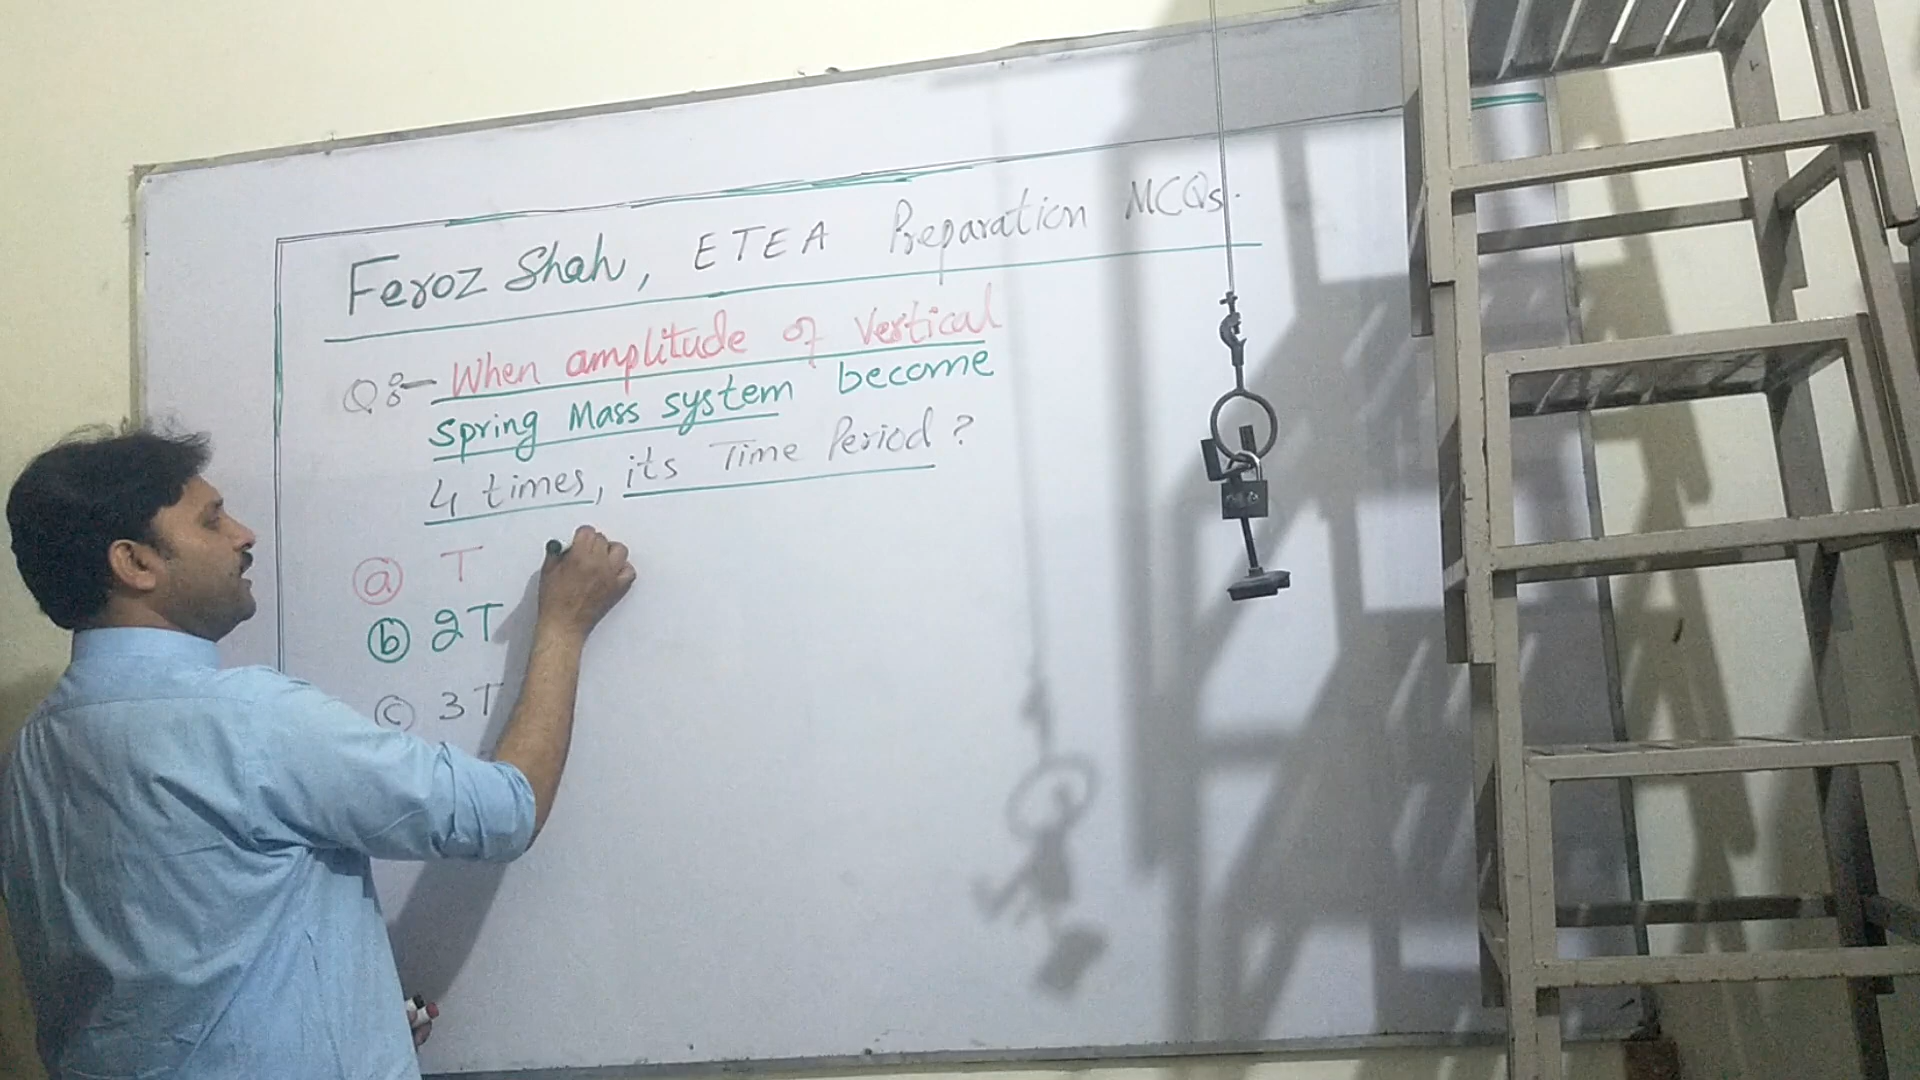 Feroz Shah, ETEA Preparation MCQs.
Q:- When amplitude of Vertical
spring Mass system become
4 times, its Time Period?
(a) T
(b) 2T
(c) 3T